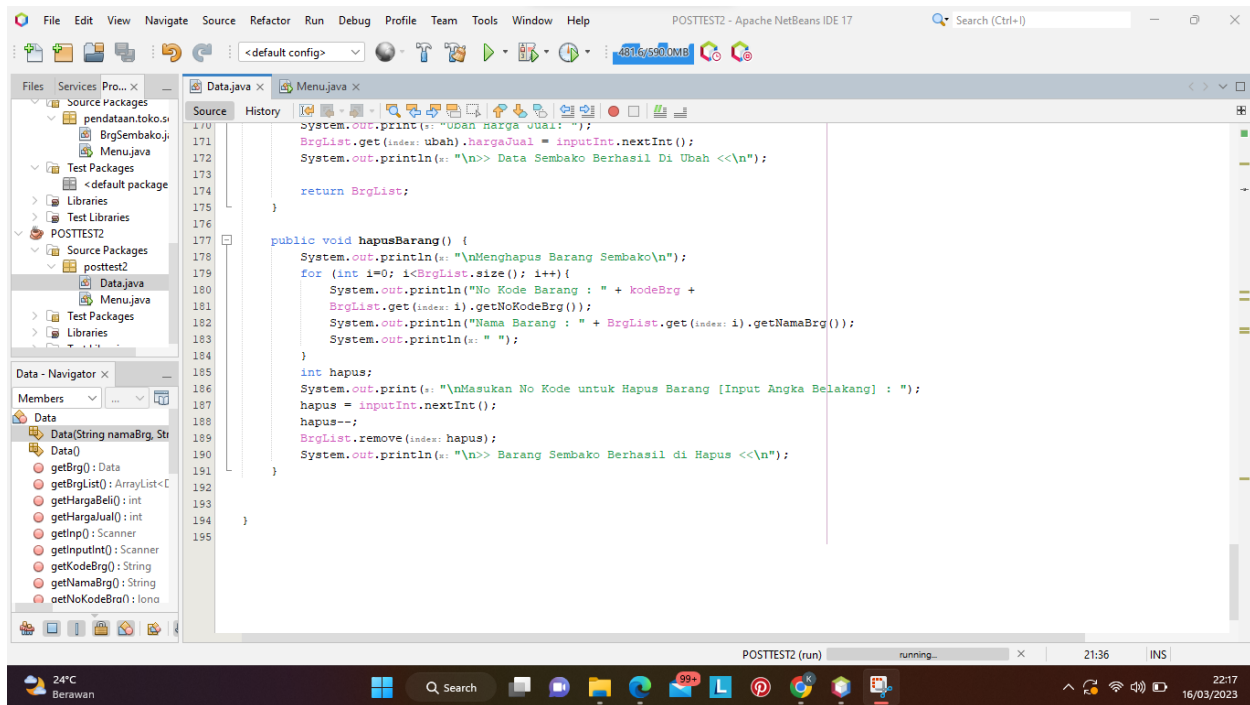 File Edit View Navigate Source Refactor Run Debug Profile Team Tools Window Help POSTTEST2 - Apache NetBeans IDE 17 Search (Ctrl+I)
<default config> 481.6/590.0MB
Files Services Pro... ×
Source Packages
pendataan.toko.se
BrgSembako.ja
Menu.java
Test Packages
<default package
Libraries
Test Libraries
POSTTEST2
Source Packages
posttest2
Data.java
Menu.java
Test Packages
Libraries
Data - Navigator ×
Members ...
Data
Data(String namaBrg, Str
Data()
getBrg() : Data
getBrgList() : ArrayList<D
getHargaBeli() : int
getHargaJual() : int
getInp() : Scanner
getInputInt() : Scanner
getKodeBrg() : String
getNamaBrg() : String
getNoKodeBrg() : long
Data.java × Menu.java ×
Source History
170 System.out.print(s: "Ubah Harga Jual: ");
171 BrgList.get(index: ubah).hargaJual = inputInt.nextInt();
172 System.out.println(x: "\n>> Data Sembako Berhasil Di Ubah <<\n");
173
174 return BrgList;
175 }
176
177 public void hapusBarang() {
178 System.out.println(x: "\nMenghapus Barang Sembako\n");
179 for (int i=0; i<BrgList.size(); i++){
180 System.out.println("No Kode Barang : " + kodeBrg +
181 BrgList.get(index: i).getNoKodeBrg());
182 System.out.println("Nama Barang : " + BrgList.get(index: i).getNamaBrg());
183 System.out.println(x: " ");
184 }
185 int hapus;
186 System.out.print(s: "\nMasukan No Kode untuk Hapus Barang [Input Angka Belakang] : ");
187 hapus = inputInt.nextInt();
188 hapus--;
189 BrgList.remove(index: hapus);
190 System.out.println(x: "\n>> Barang Sembako Berhasil di Hapus <<\n");
191 }
192
193
194 }
195
POSTTEST2 (run) running... × 21:36 INS
24°C
Berawan
Search
99+
L
K
22:17
16/03/2023